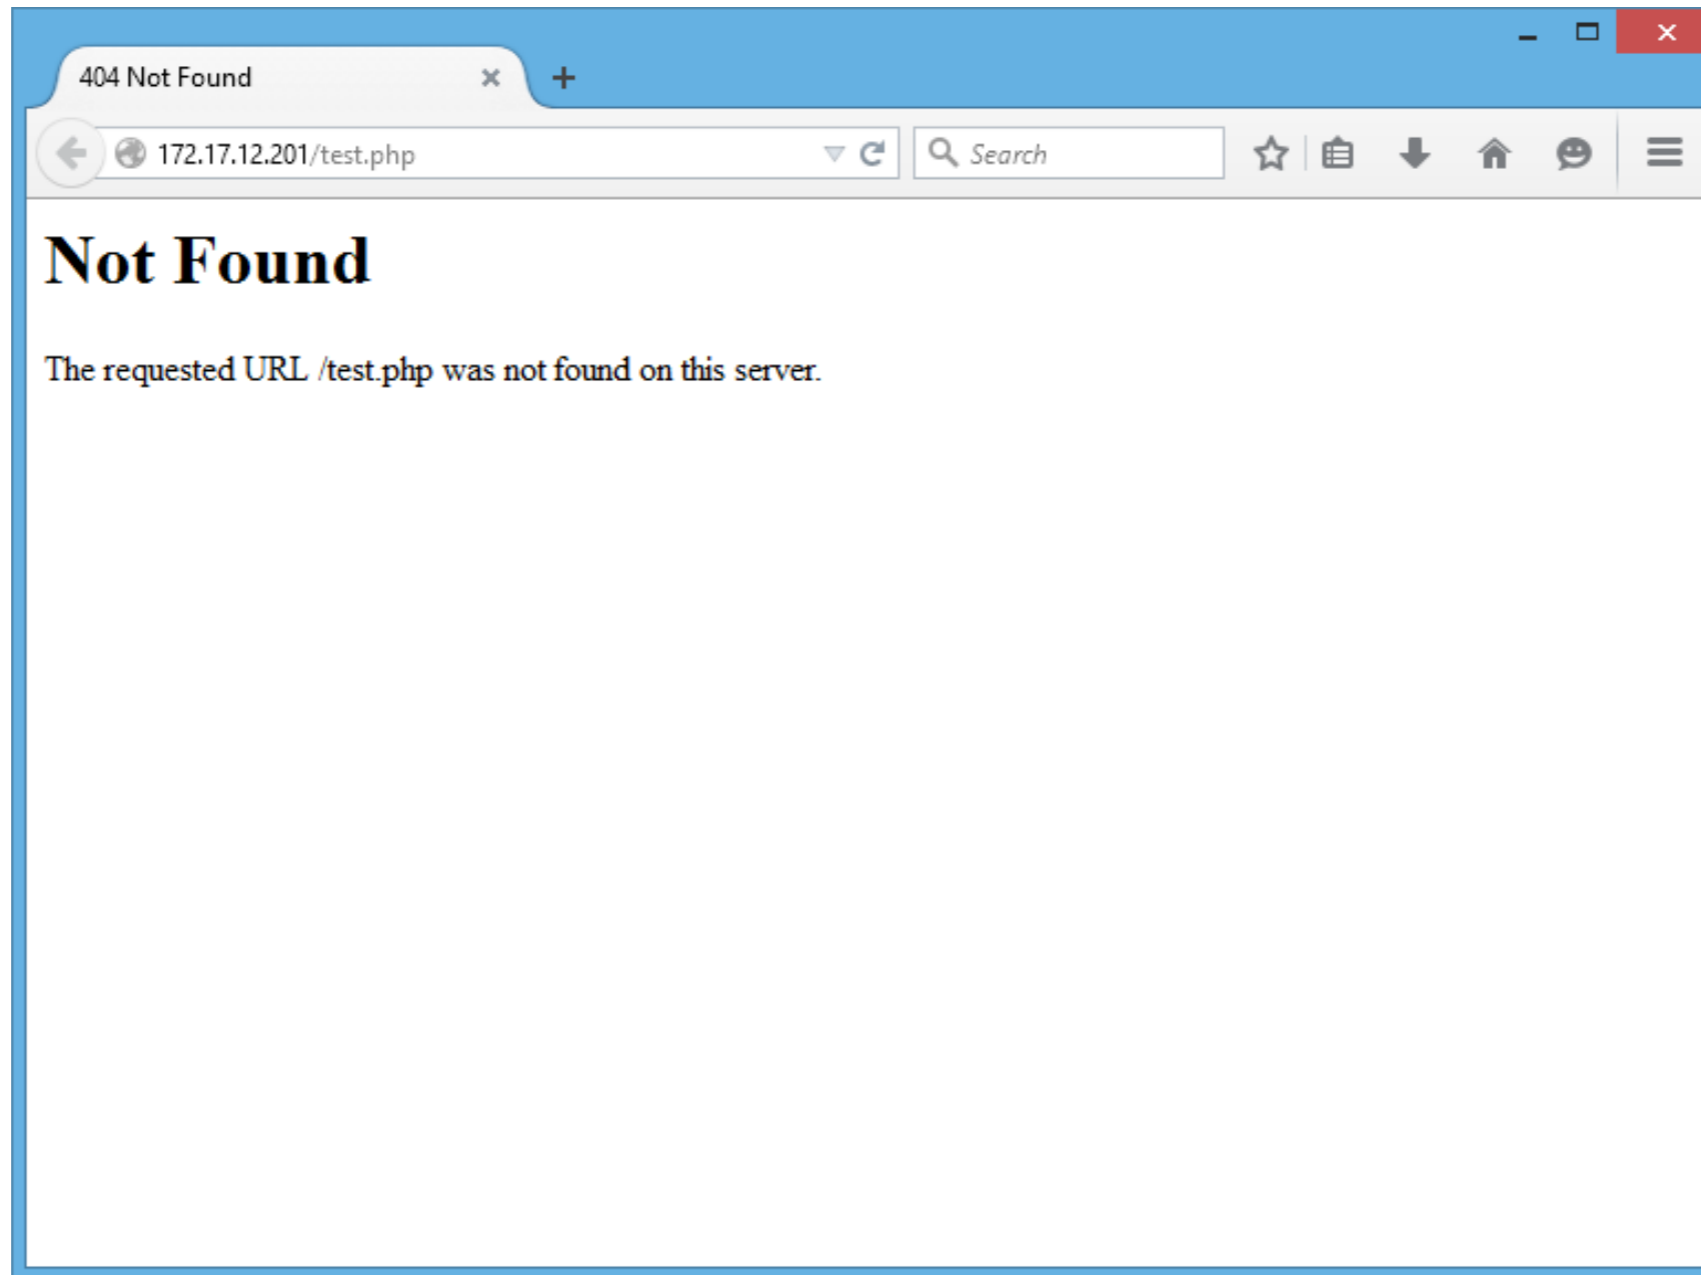 404 Not Found
172.17.12.201/test.php
Search
Not Found
The requested URL /test.php was not found on this server.